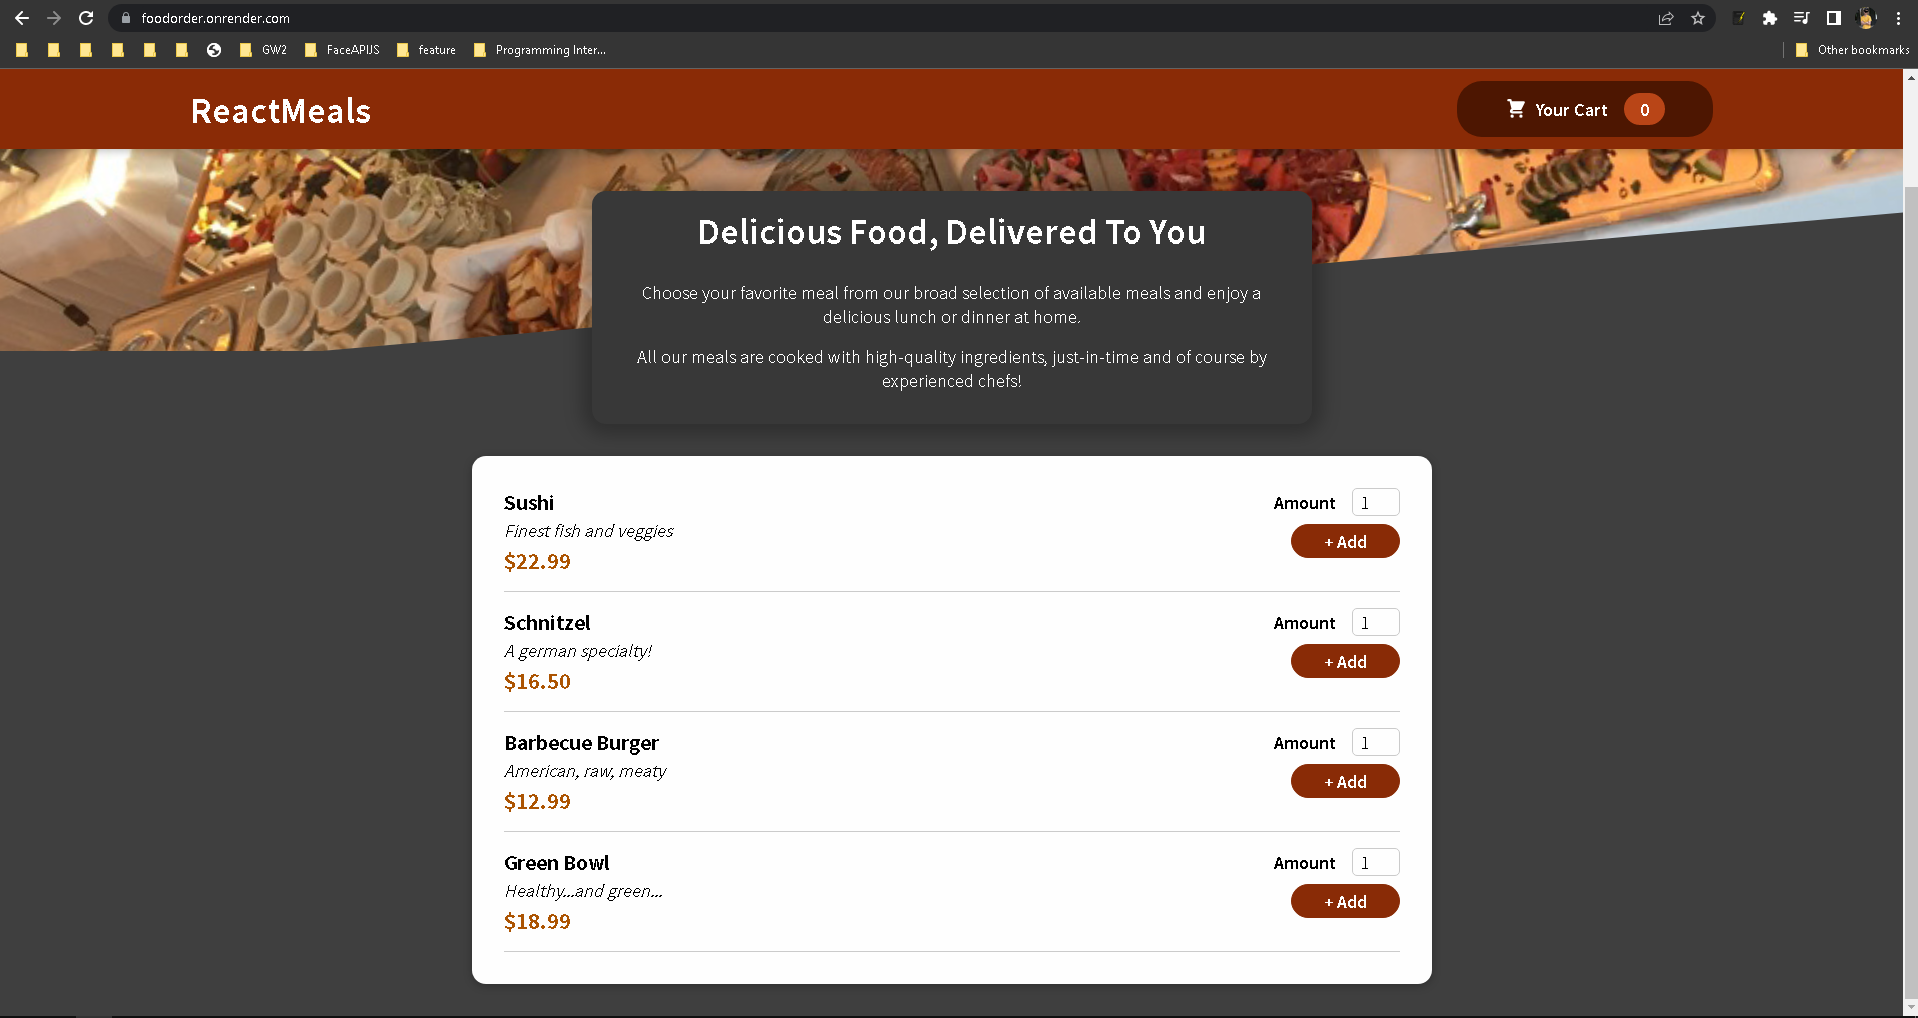 foodorder.onrender.com
GW2
FaceAPIJS
feature
Programming Inter...
Other bookmarks
ReactMeals
Your Cart 0
Delicious Food, Delivered To You
Choose your favorite meal from our broad selection of available meals and enjoy a
delicious lunch or dinner at home.
All our meals are cooked with high-quality ingredients, just-in-time and of course by
experienced chefs!
Sushi
Finest fish and veggies
$22.99
Amount 1
+ Add
Schnitzel
A german specialty!
$16.50
Amount 1
+ Add
Barbecue Burger
American, raw, meaty
$12.99
Amount 1
+ Add
Green Bowl
Healthy...and green...
$18.99
Amount 1
+ Add